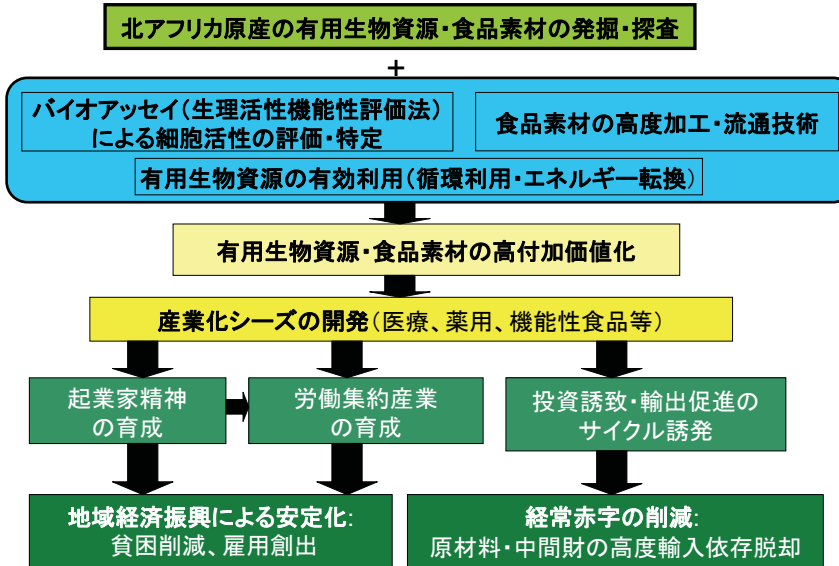 北アフリカ原産の有用生物資源・食品素材の発掘・探査
+
バイオアッセイ(生理活性機能性評価法)
による細胞活性の評価・特定
食品素材の高度加工・流通技術
有用生物資源の有効利用(循環利用・エネルギー転換)
有用生物資源・食品素材の高付加価値化
産業化シーズの開発(医療、薬用、機能性食品等)
起業家精神
の育成
労働集約産業
の育成
投資誘致・輸出促進の
サイクル誘発
地域経済振興による安定化:
貧困削減、雇用創出
経常赤字の削減:
原材料・中間財の高度輸入依存脱却